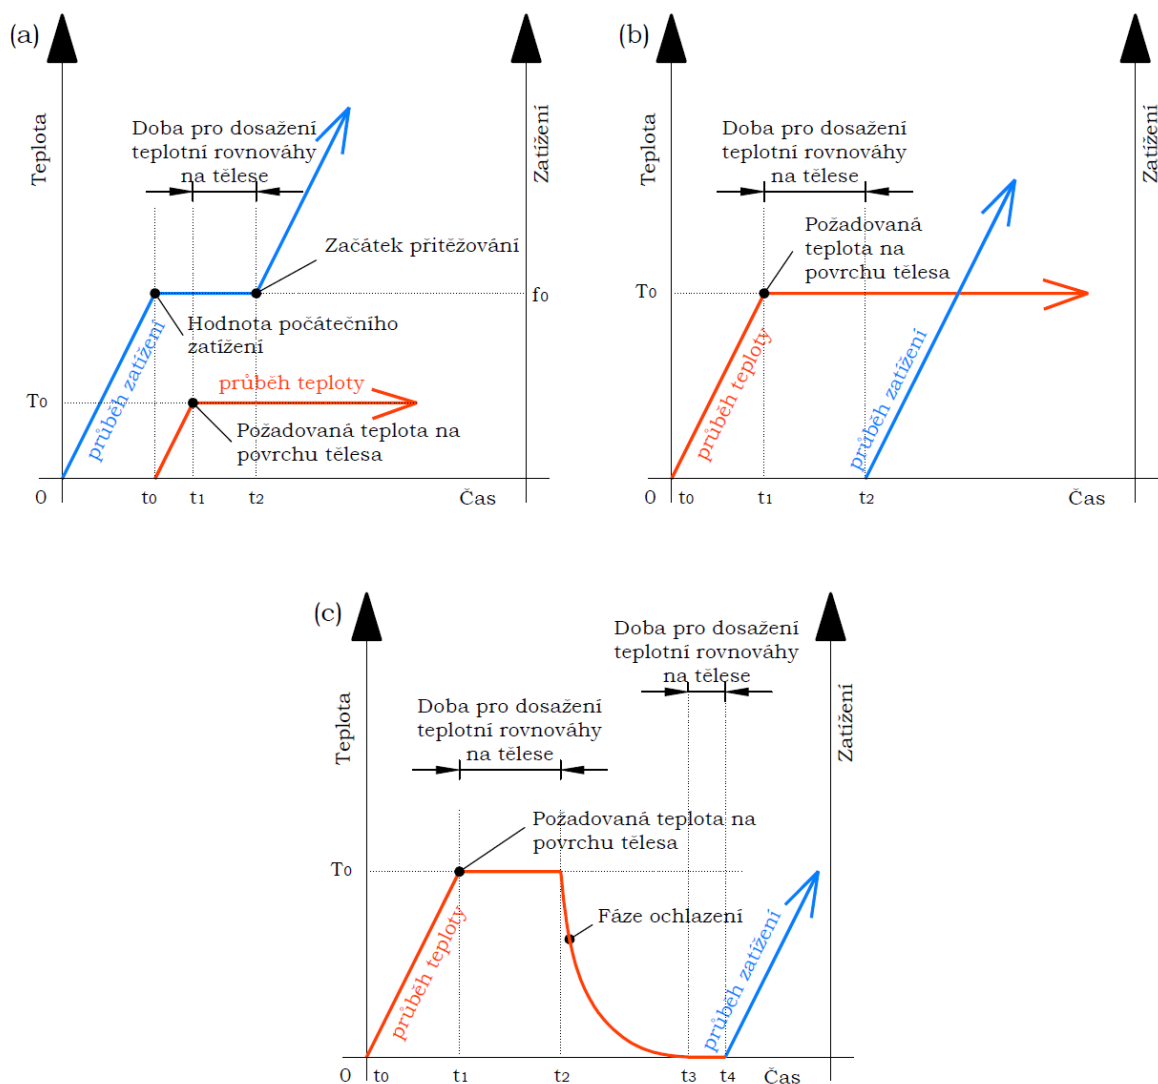 (a)
Teplota
Zatížení
Doba pro dosažení
teplotní rovnováhy
na tělese
Začátek přitěžování
f0
Hodnota počátečního
zatížení
průběh zatížení
průběh teploty
T0
Požadovaná teplota na
povrchu tělesa
0
t0
t1
t2
Čas
(b)
Teplota
Zatížení
Doba pro dosažení
teplotní rovnováhy
na tělese
Požadovaná
teplota na
povrchu tělesa
T0
průběh teploty
průběh zatížení
0
t0
t1
t2
Čas
(c)
Teplota
Zatížení
Doba pro dosažení
teplotní rovnováhy
na tělese
Doba pro dosažení
teplotní rovnováhy
na tělese
Požadovaná teplota na
povrchu tělesa
T0
Fáze ochlazení
průběh teploty
průběh zatížení
0
t0
t1
t2
t3
t4
Čas